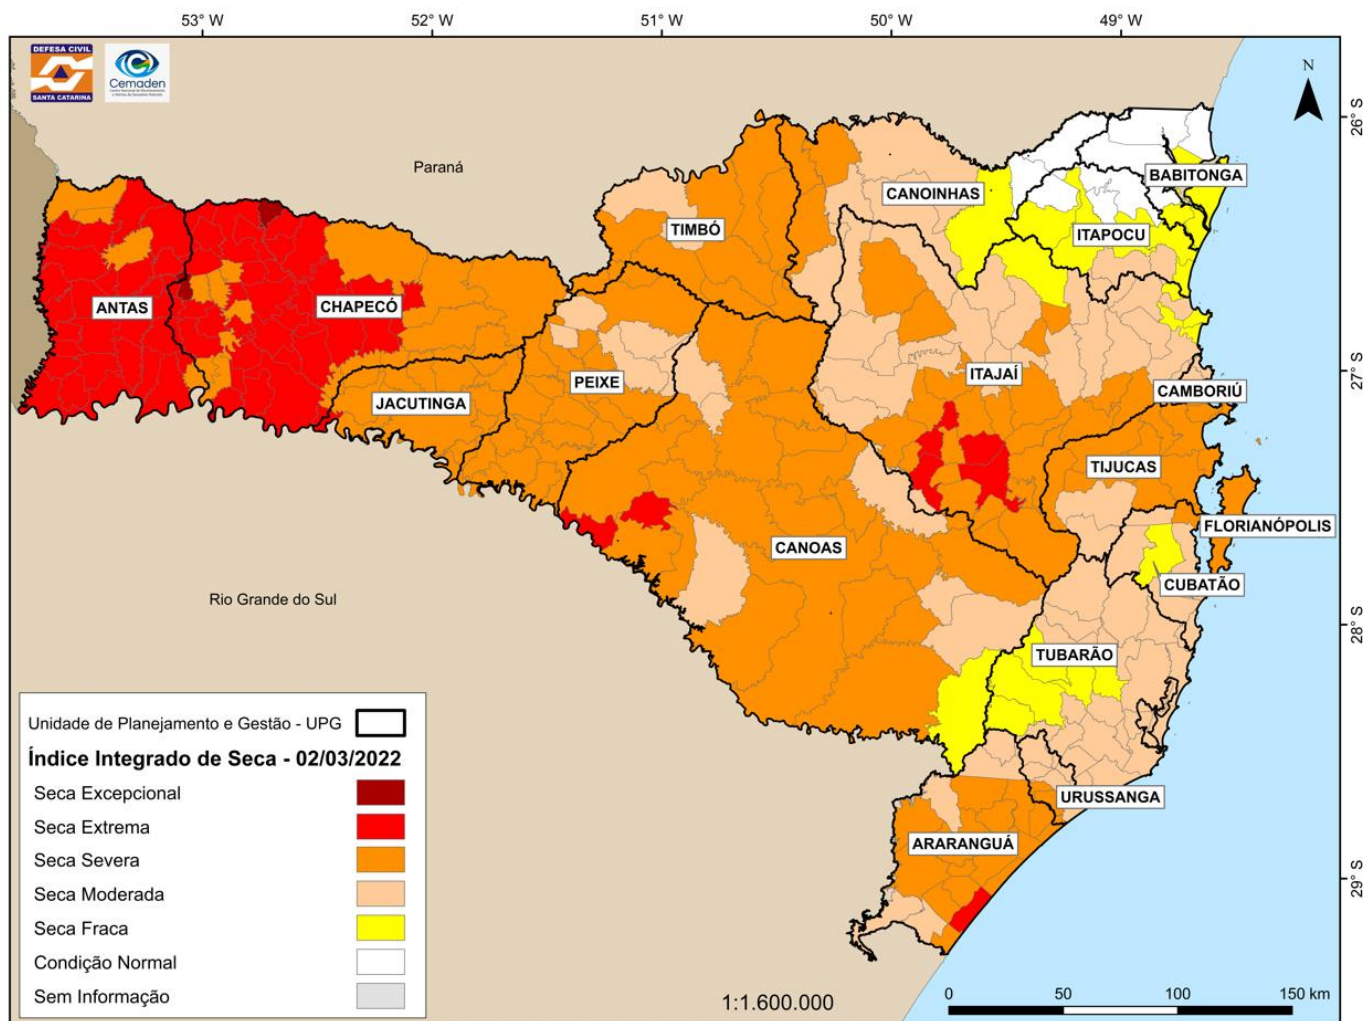 53° W
52° W
51° W
50° W
49° W
DEFESA CIVIL
SANTA CATARINA
Cemaden
N
26° S
27° S
28° S
29° S
Paraná
Rio Grande do Sul
BABITONGA
CANOINHAS
ITAPOCU
TIMBÓ
ANTAS
CHAPECÓ
ITAJAÍ
PEIXE
CAMBORIÚ
JACUTINGA
TIJUCAS
FLORIANÓPOLIS
CANOAS
CUBATÃO
TUBARÃO
URUSSANGA
ARARANGUÁ
Unidade de Planejamento e Gestão - UPG
Índice Integrado de Seca - 02/03/2022
Seca Excepcional
Seca Extrema
Seca Severa
Seca Moderada
Seca Fraca
Condição Normal
Sem Informação
1:1.600.000
0 50 100 150 km